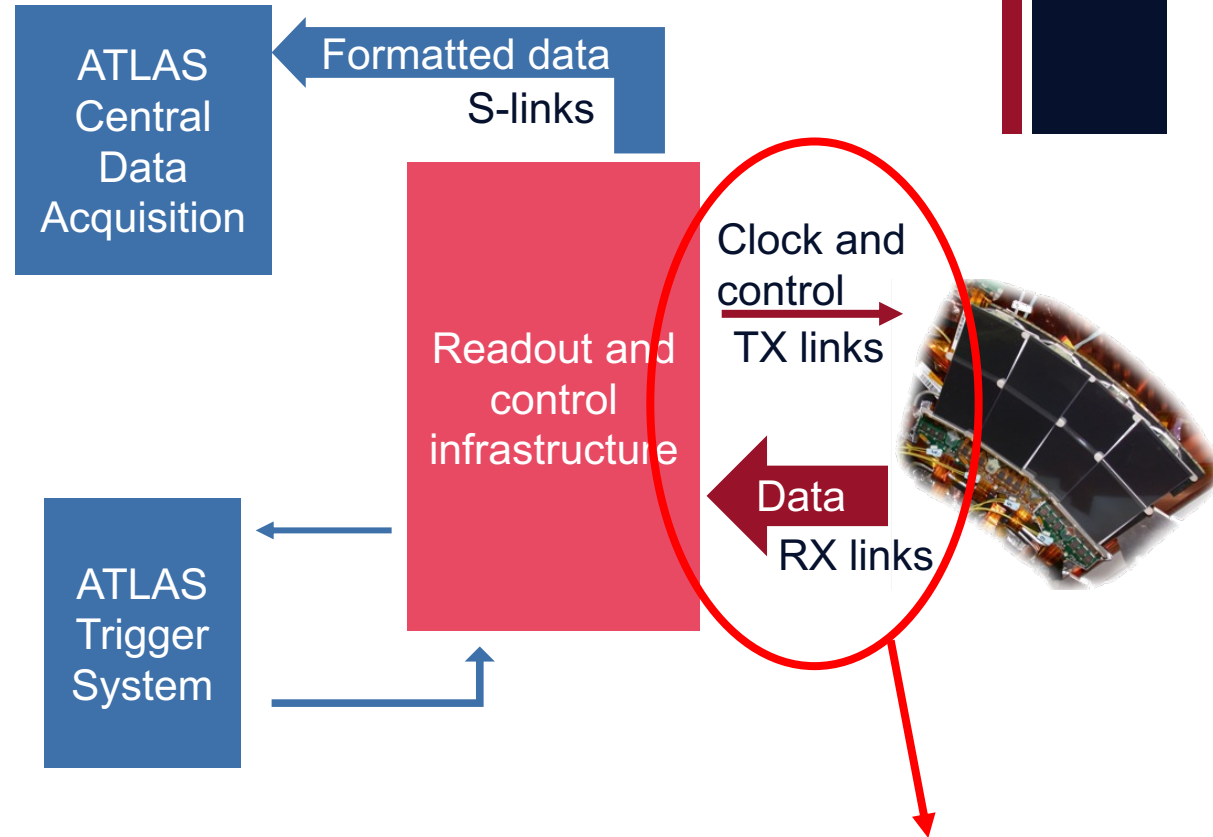 ATLAS
Central
Data
Acquisition
Formatted data
S-links
Readout and
control
infrastructure
Clock and
control
TX links
Data
RX links
ATLAS
Trigger
System